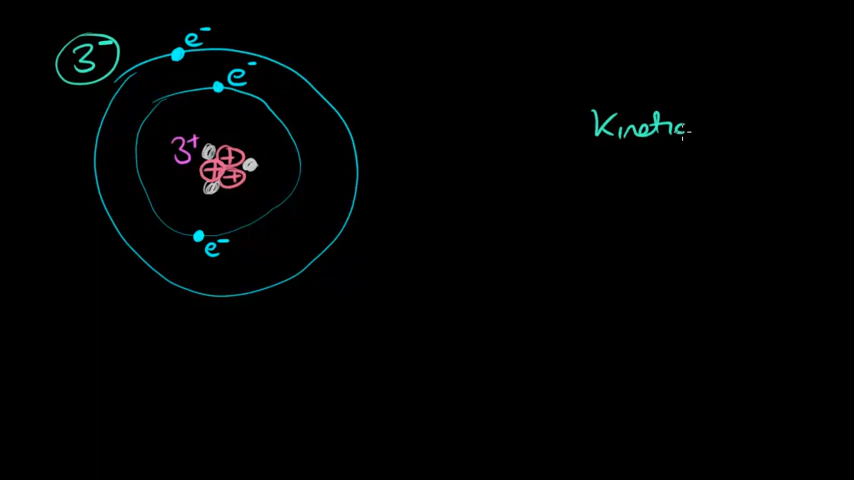 e⁻
3⁻
e⁻
Kinetic
3⁺
+
+
+
e⁻